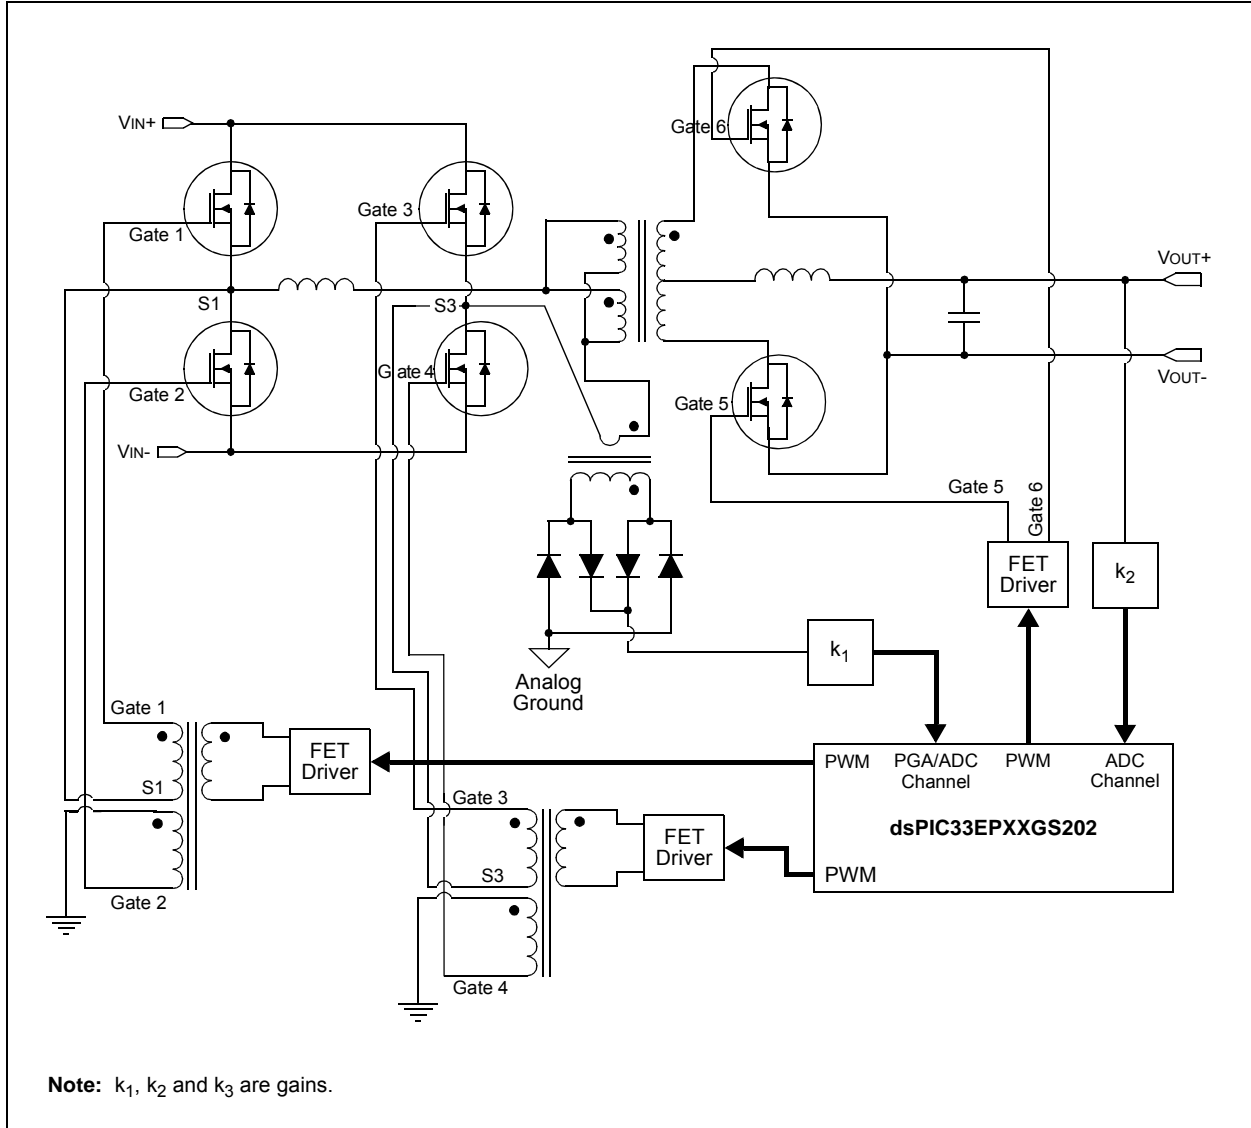 VIN+
Gate 6
Gate 3
Gate 1
VOUT+
S1
S3
Gate 4
VOUT-
Gate 2
Gate 5
VIN-
Gate 5
Gate 6
FET
Driver
k2
k1
Analog
Ground
Gate 1
FET
Driver
PWM
PGA/ADC
Channel
PWM
ADC
Channel
S1
Gate 3
dsPIC33EPXXGS202
FET
Driver
S3
PWM
Gate 2
Gate 4
Note: k1, k2 and k3 are gains.